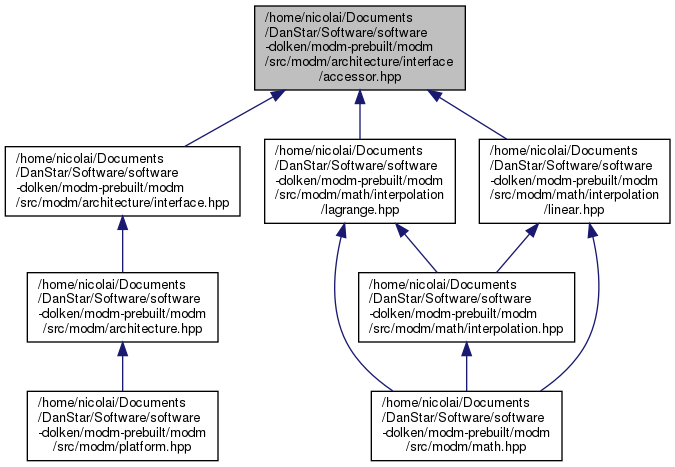 /home/nicolai/Documents
/DanStar/Software/software
-dolken/modm-prebuilt/modm
/src/modm/architecture/interface
/accessor.hpp
/home/nicolai/Documents
/DanStar/Software/software
-dolken/modm-prebuilt/modm
/src/modm/architecture/interface.hpp
/home/nicolai/Documents
/DanStar/Software/software
-dolken/modm-prebuilt/modm
/src/modm/math/interpolation
/lagrange.hpp
/home/nicolai/Documents
/DanStar/Software/software
-dolken/modm-prebuilt/modm
/src/modm/math/interpolation
/linear.hpp
/home/nicolai/Documents
/DanStar/Software/software
-dolken/modm-prebuilt/modm
/src/modm/architecture.hpp
/home/nicolai/Documents
/DanStar/Software/software
-dolken/modm-prebuilt/modm
/src/modm/math/interpolation.hpp
/home/nicolai/Documents
/DanStar/Software/software
-dolken/modm-prebuilt/modm
/src/modm/platform.hpp
/home/nicolai/Documents
/DanStar/Software/software
-dolken/modm-prebuilt/modm
/src/modm/math.hpp